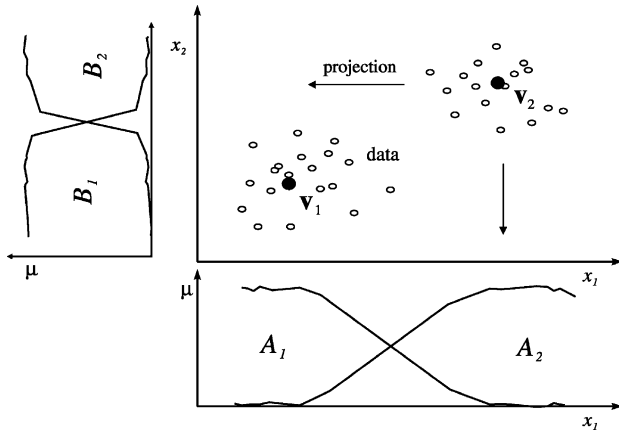 x₂
B₂
projection
v₂
data
B₁
v₁
μ
x₁
μ
A₁
A₂
x₁